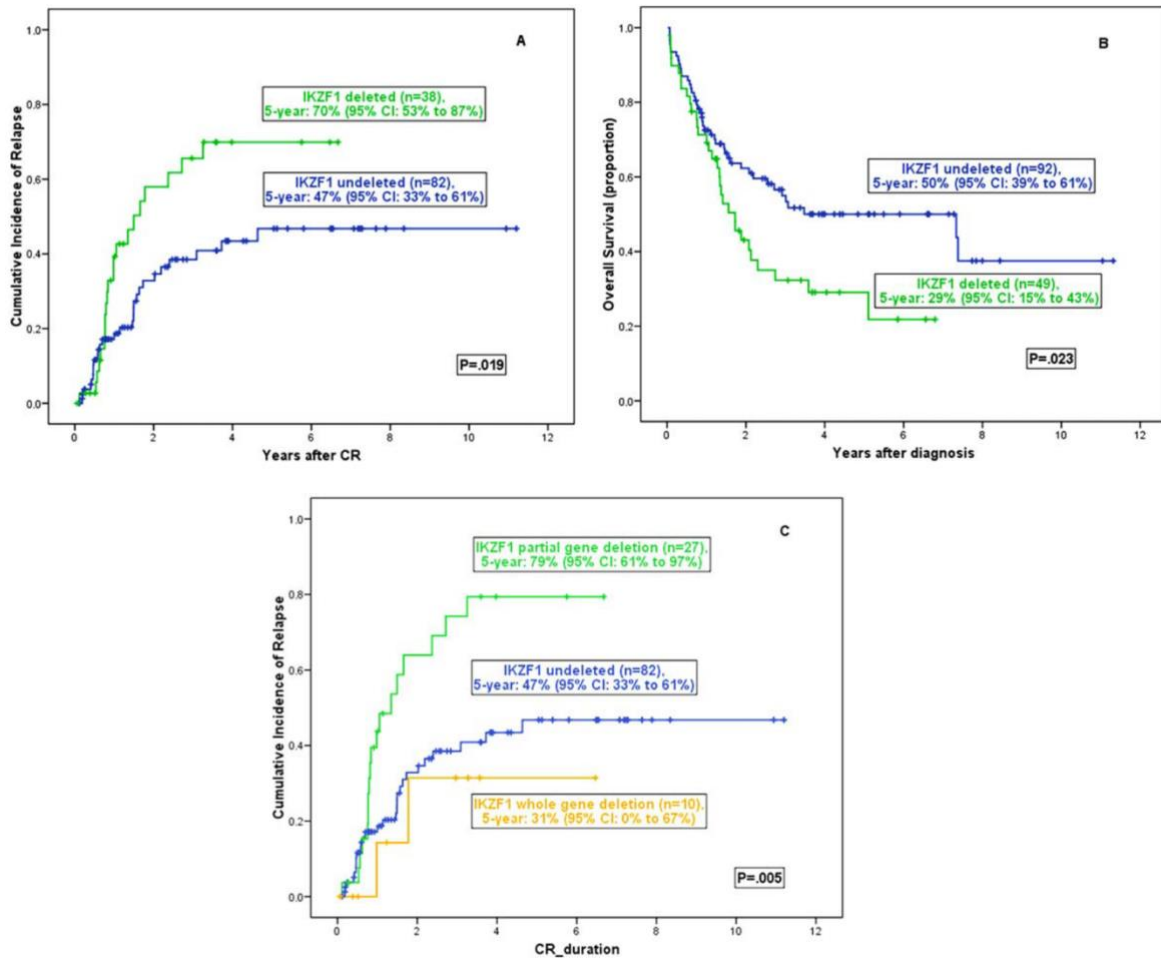 A
Cumulative Incidence of Relapse
1.0
0.8
0.6
0.4
0.2
0.0
IKZF1 deleted (n=38),
5-year: 70% (95% CI: 53% to 87%)
IKZF1 undeleted (n=82),
5-year: 47% (95% CI: 33% to 61%)
P=.019
0 2 4 6 8 10 12
Years after CR
B
Overall Survival (proportion)
1.0
0.8
0.6
0.4
0.2
0.0
IKZF1 undeleted (n=92),
5-year: 50% (95% CI: 39% to 61%)
IKZF1 deleted (n=49),
5-year: 29% (95% CI: 15% to 43%)
P=.023
0 2 4 6 8 10 12
Years after diagnosis
C
Cumulative Incidence of Relapse
1.0
0.8
0.6
0.4
0.2
0.0
IKZF1 partial gene deletion (n=27),
5-year: 79% (95% CI: 61% to 97%)
IKZF1 undeleted (n=82),
5-year: 47% (95% CI: 33% to 61%)
IKZF1 whole gene deletion (n=10),
5-year: 31% (95% CI: 0% to 67%)
P=.005
0 2 4 6 8 10 12
CR_duration